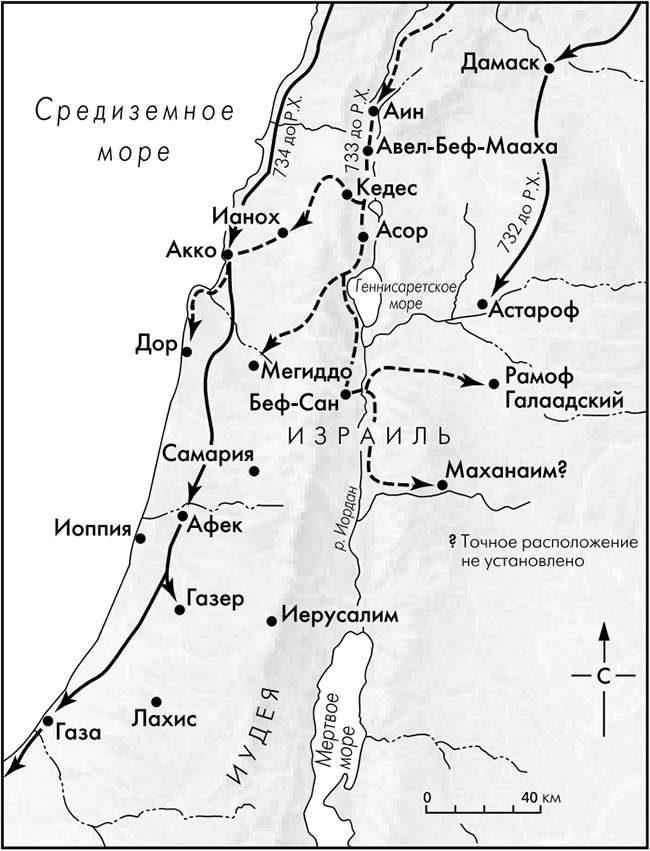 Дамаск
Средиземное
море
734 до Р.Х.
733 до Р.Х.
Аин
Авел-Беф-Мааха
Кедес
Ианох
Асор
Акко
732 до Р.Х.
Геннисаретское
море
Астароф
Дор
Мегиддо
Рамоф
Галаадский
Беф-Сан
ИЗРАИЛЬ
Самария
Маханаим?
р. Иордан
Афек
Иоппия
? Точное расположение
не установлено
Газер
Иерусалим
С
Лахис
Газа
ИУДЕЯ
Мертвое
море
0 40 км